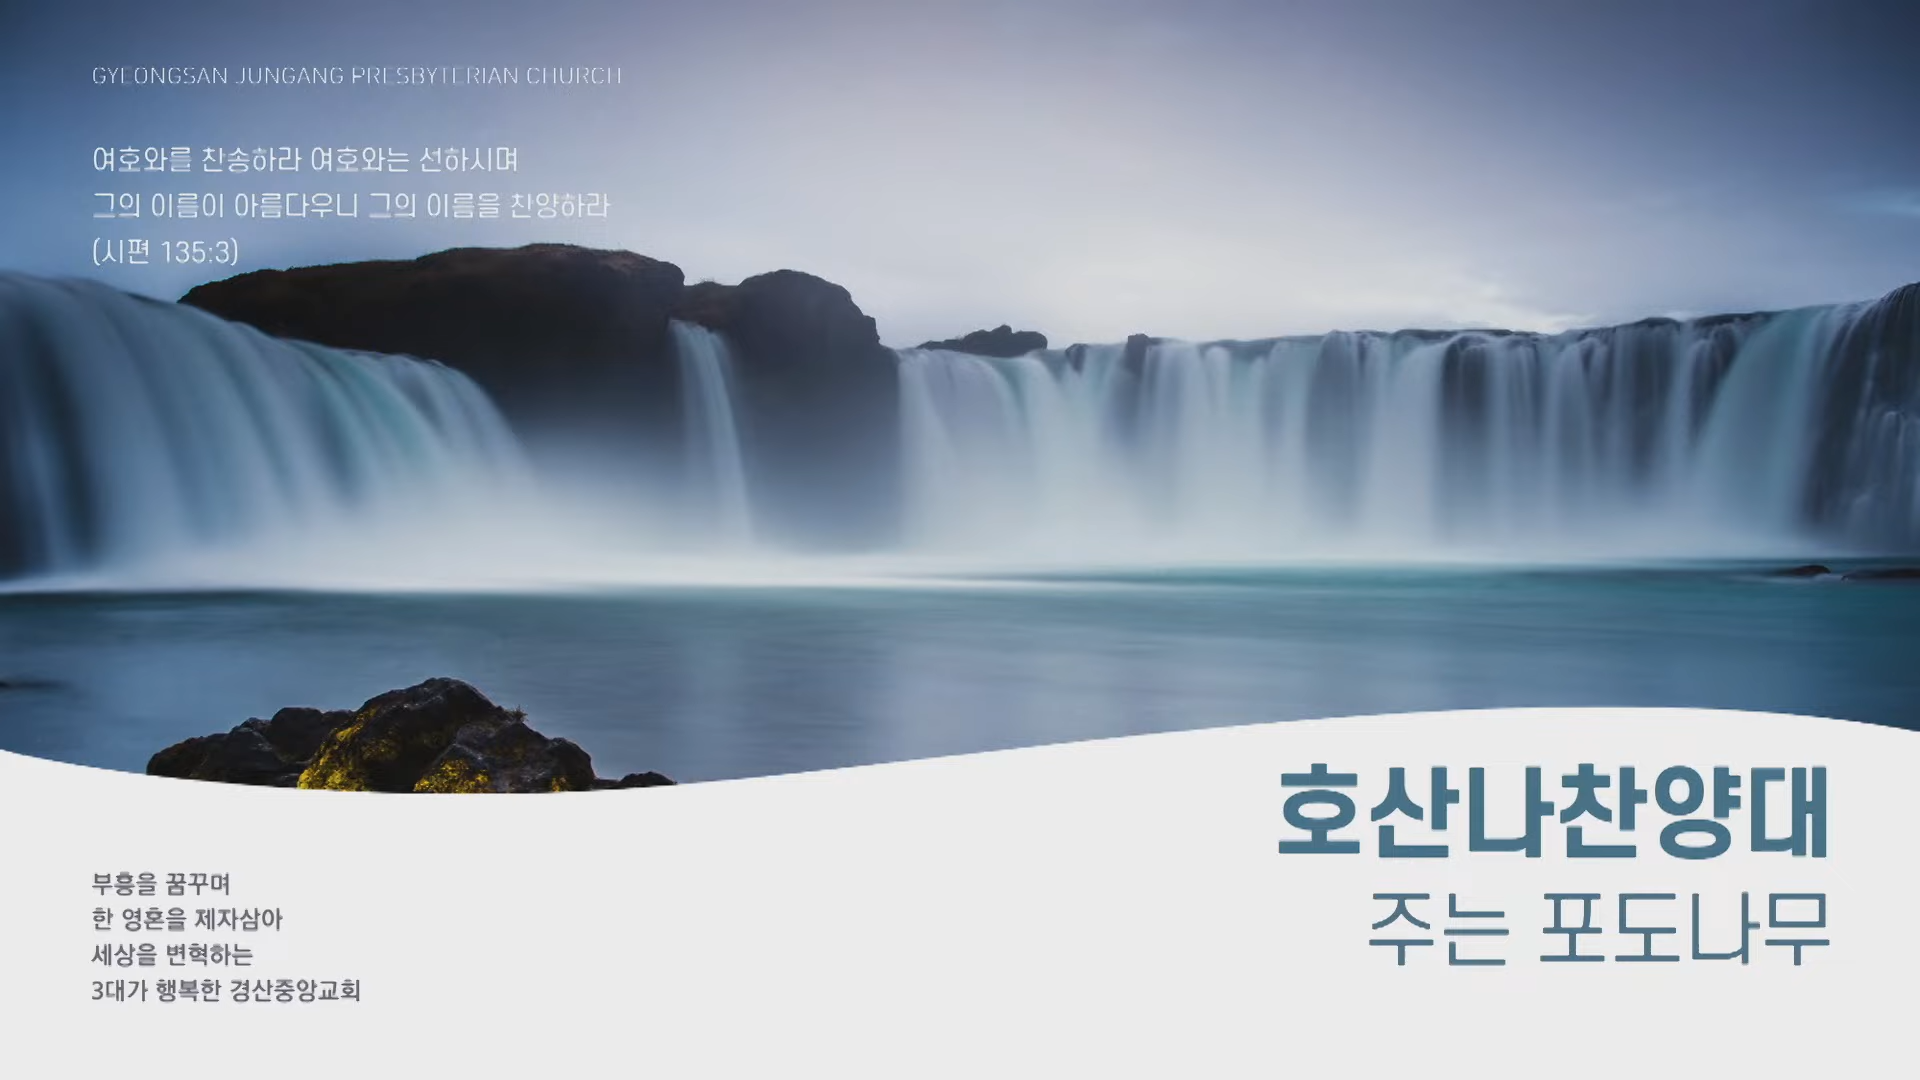 GYEONGSAN JUNGANG PRESBYTERIAN CHURCH
여호와를 찬송하라 여호와는 선하시며
그의 이름이 아름다우니 그의 이름을 찬양하라
(시편 135:3)
호산나찬양대
주는 포도나무
부흥을 꿈꾸며
한 영혼을 제자삼아
세상을 변혁하는
3대가 행복한 경산중앙교회